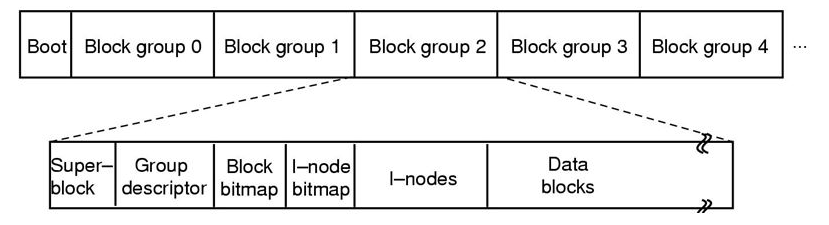 Boot Block group 0 Block group 1 Block group 2 Block group 3 Block group 4 ...
Super– Group Block I–node I–nodes Data
block descriptor bitmap bitmap blocks